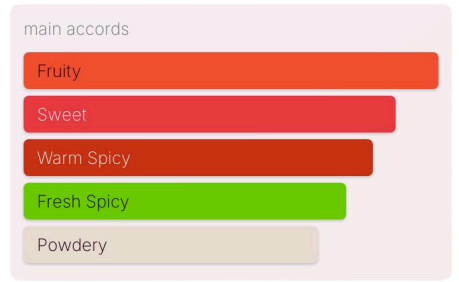 main accords
Fruity
Sweet
Warm Spicy
Fresh Spicy
Powdery